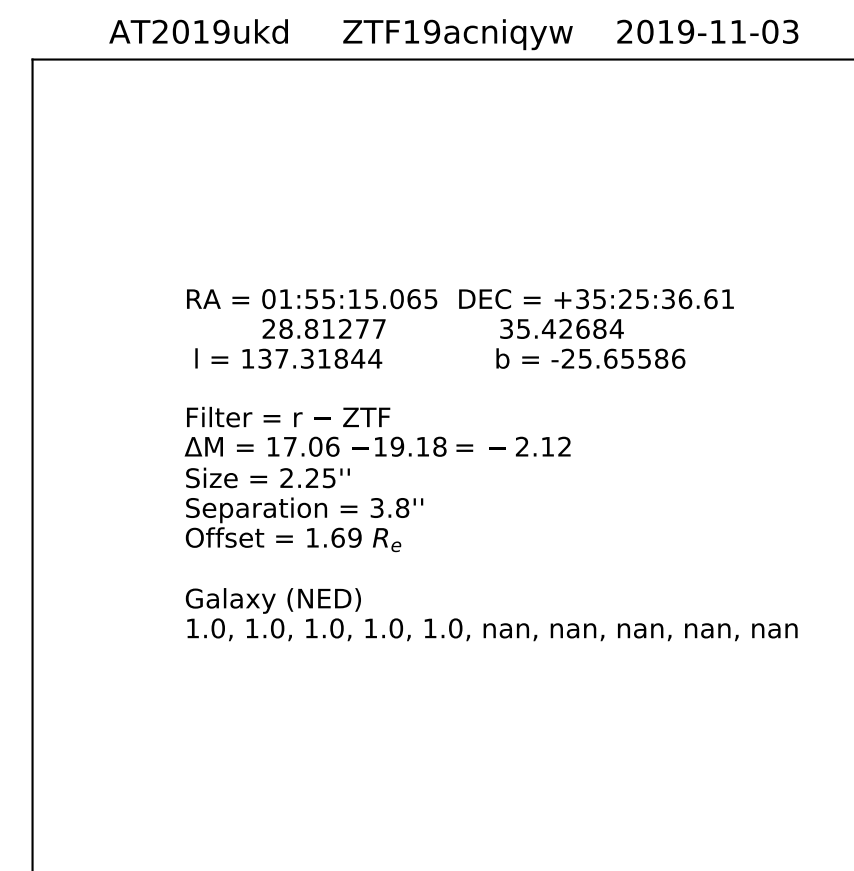 AT2019ukd ZTF19acniqyw 2019-11-03
RA = 01:55:15.065 DEC = +35:25:36.61
28.81277 35.42684
l = 137.31844 b = -25.65586
Filter = r − ZTF
ΔM = 17.06 −19.18 = − 2.12
Size = 2.25''
Separation = 3.8''
Offset = 1.69 Re
Galaxy (NED)
1.0, 1.0, 1.0, 1.0, 1.0, nan, nan, nan, nan, nan